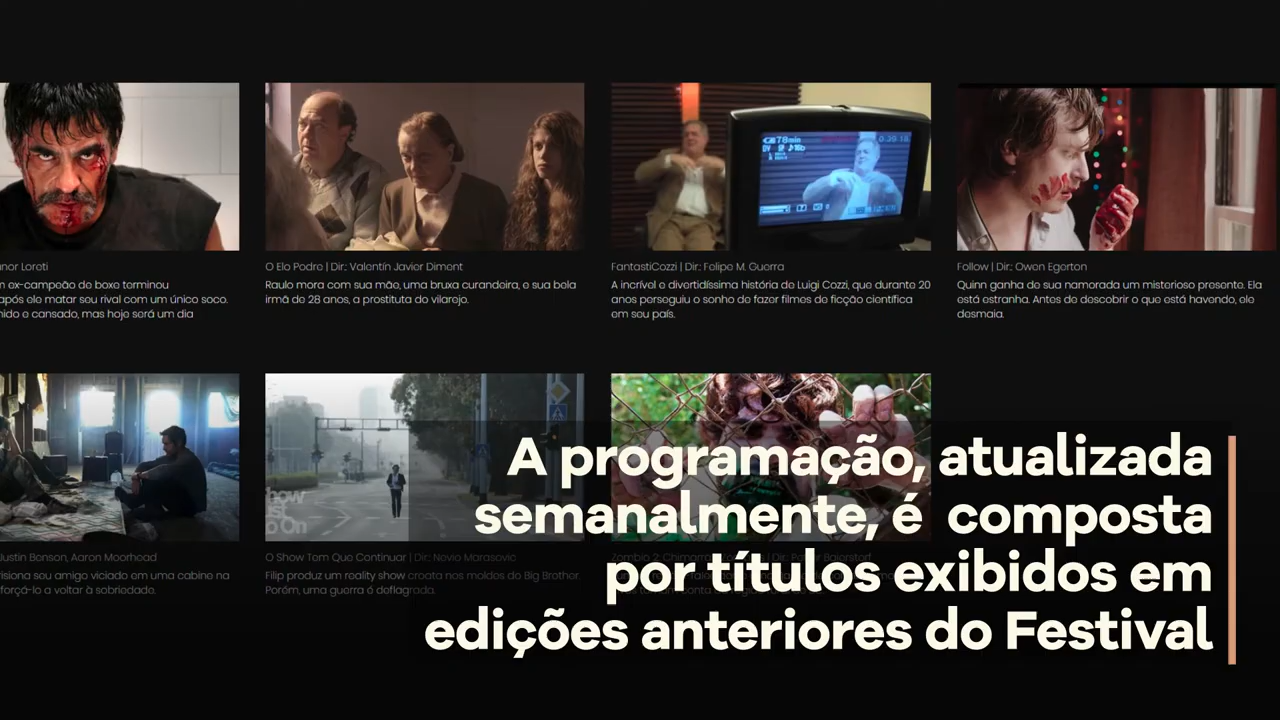 78min
nor Loreti
ex-campeão de boxe terminou
após ele matar seu rival com um único soco.
e cansado, mas hoje será um dia
O Elo Podre | Dir.: Valentín Javier Diment
Raulo mora com sua mãe, uma bruxa curandeira, e sua bela
irmã de 28 anos, a prostituta do vilarejo.
FantastiCozzi | Dir.: Felipe M. Guerra
A incrível e divertidíssima história de Luigi Cozzi, que durante 20
anos perseguiu o sonho de fazer filmes de ficção científica
em seu país.
Follow | Dir.: Owen Egerton
Quinn ganha de sua namorada um misterioso presente. Ela
está estranha. Antes de descobrir o que está havendo, ele
desmaia.
Justin Benson, Aaron Moorhead
seu amigo viciado em uma cabine na
forçá-lo a voltar à sobriedade.
O Show Tem Que Continuar | Dir.: Nevio Marasovic
Filip produz um reality show croata nos moldes do Big Brother.
Porém, uma guerra é deflagrada.
A programação, atualizada
semanalmente, é composta
por títulos exibidos em
edições anteriores do Festival